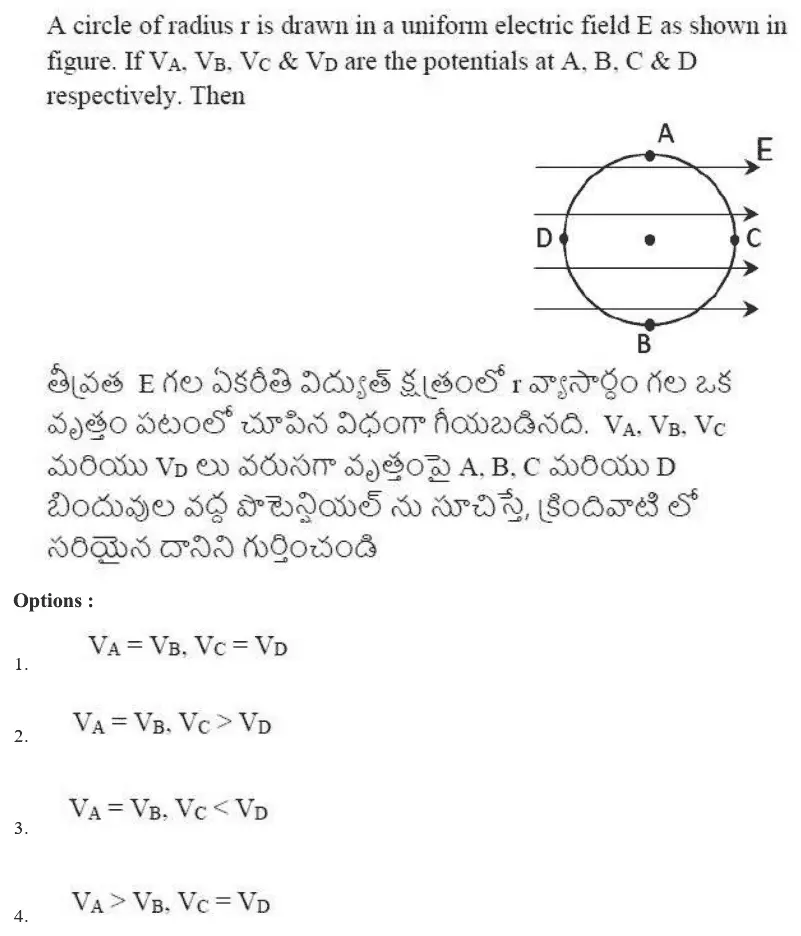 A circle of radius r is drawn in a uniform electric field E as shown in
figure. If VA, VB, VC & VD are the potentials at A, B, C & D
respectively. Then
A
E
D
C
B
తీవ్రత E గల ఏకరీతి విద్యుత్ క్షత్రంలో r వ్యాసార్ధం గల ఒక
వృత్తం పటంలో చూపిన విధంగా గీయబడినది. VA, VB, VC
మరియు VD లు వరుసగా వృత్తంపై A, B, C మరియు D
బిందువుల వద్ద పొటెన్షియల్ ను సూచిస్తే, క్రిందివాటి లో
సరియైన దానిని గుర్తించండి
Options :
1. VA = VB, VC = VD
2. VA = VB, VC > VD
3. VA = VB, VC < VD
4. VA > VB, VC = VD